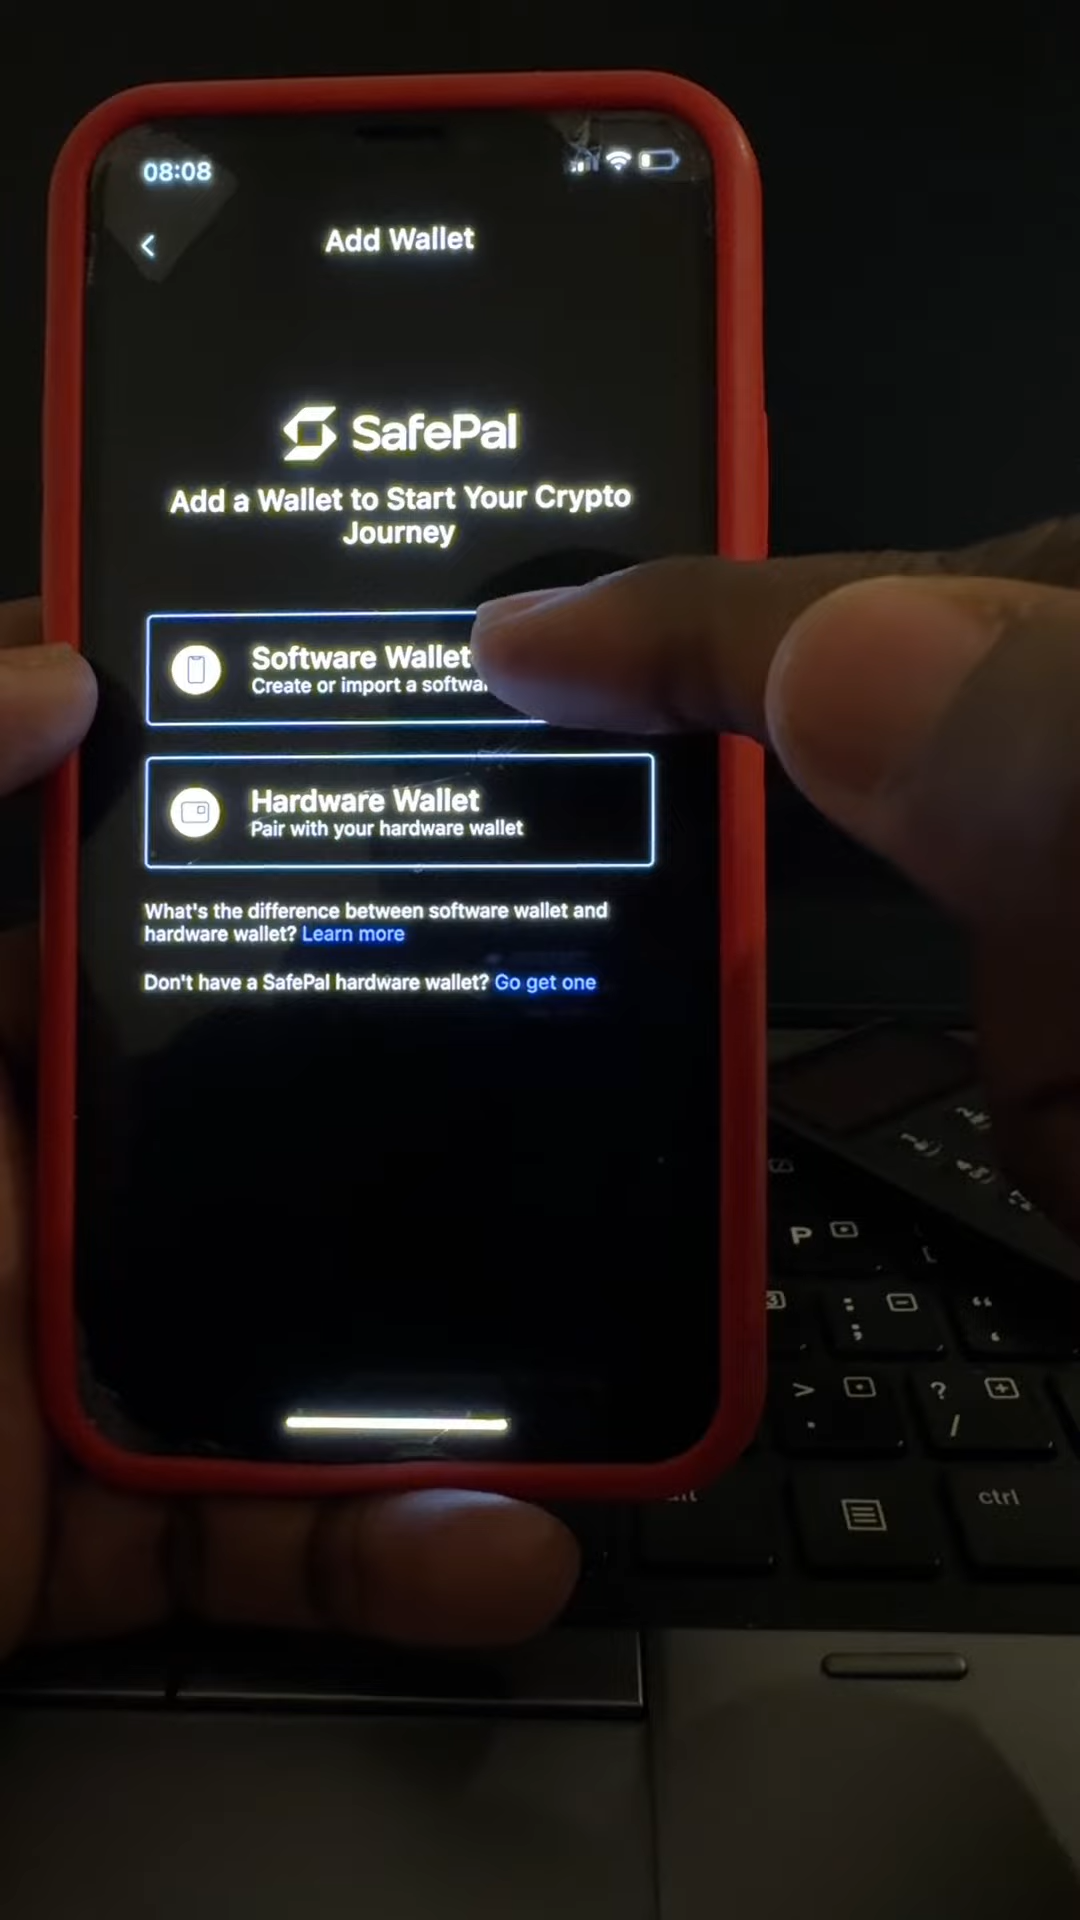 08:08
Add Wallet
SafePal
Add a Wallet to Start Your Crypto
Journey
Software Wallet
Create or import a softwa
Hardware Wallet
Pair with your hardware wallet
What's the difference between software wallet and
hardware wallet? Learn more
Don't have a SafePal hardware wallet? Go get one
P
:
;
“
>
.
?
/
ctrl